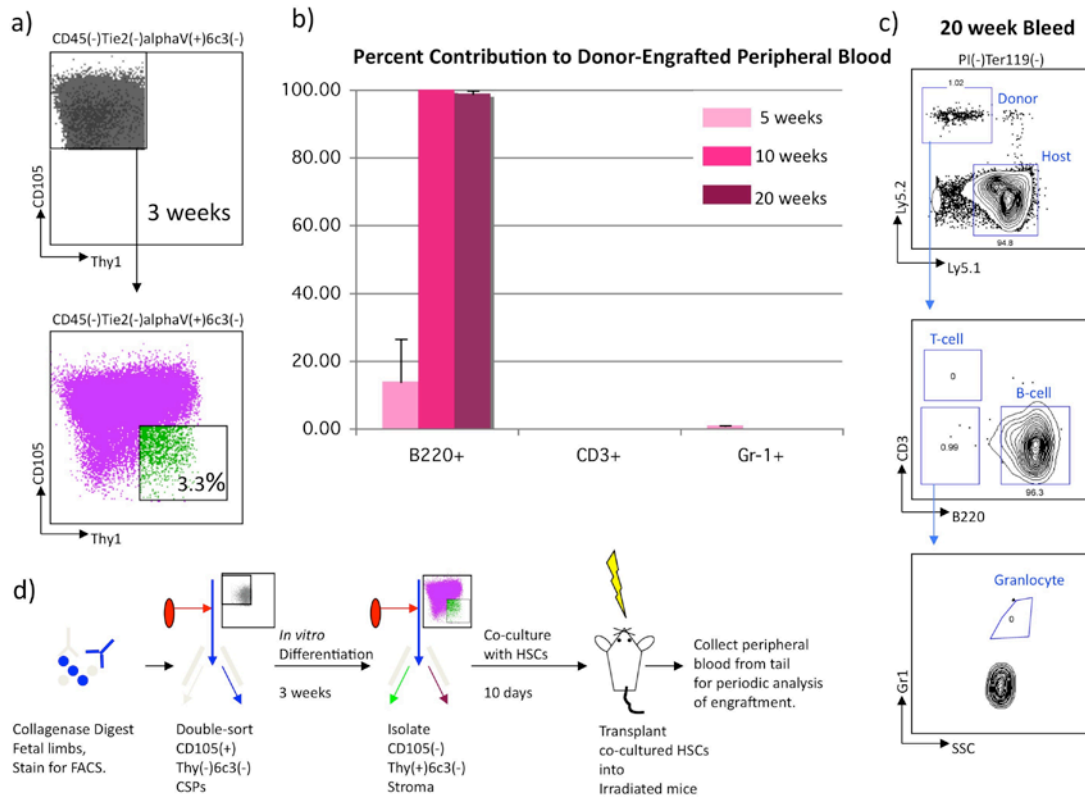 a)
CD45(-)Tie2(-)alphaV(+)6c3(-)
CD105
3 weeks
Thy1
CD45(-)Tie2(-)alphaV(+)6c3(-)
CD105
3.3%
Thy1
b)
Percent Contribution to Donor-Engrafted Peripheral Blood
100.00
80.00
60.00
40.00
20.00
0.00
5 weeks
10 weeks
20 weeks
B220+
CD3+
Gr-1+
c)
20 week Bleed
PI(-)Ter119(-)
1.02
Donor
Host
Ly5.2
94.8
Ly5.1
T-cell
0
B-cell
0.99
CD3
96.3
B220
Granlocyte
0
Gr1
SSC
d)
In vitro
Differentiation
3 weeks
Co-culture
with HSCs
10 days
Collect peripheral
blood from tail
for periodic analysis
of engraftment.
Collagenase Digest
Fetal limbs,
Stain for FACS.
Double-sort
CD105(+)
Thy(-)6c3(-)
CSPs
Isolate
CD105(-)
Thy(+)6c3(-)
Stroma
Transplant
co-cultured HSCs
into
Irradiated mice